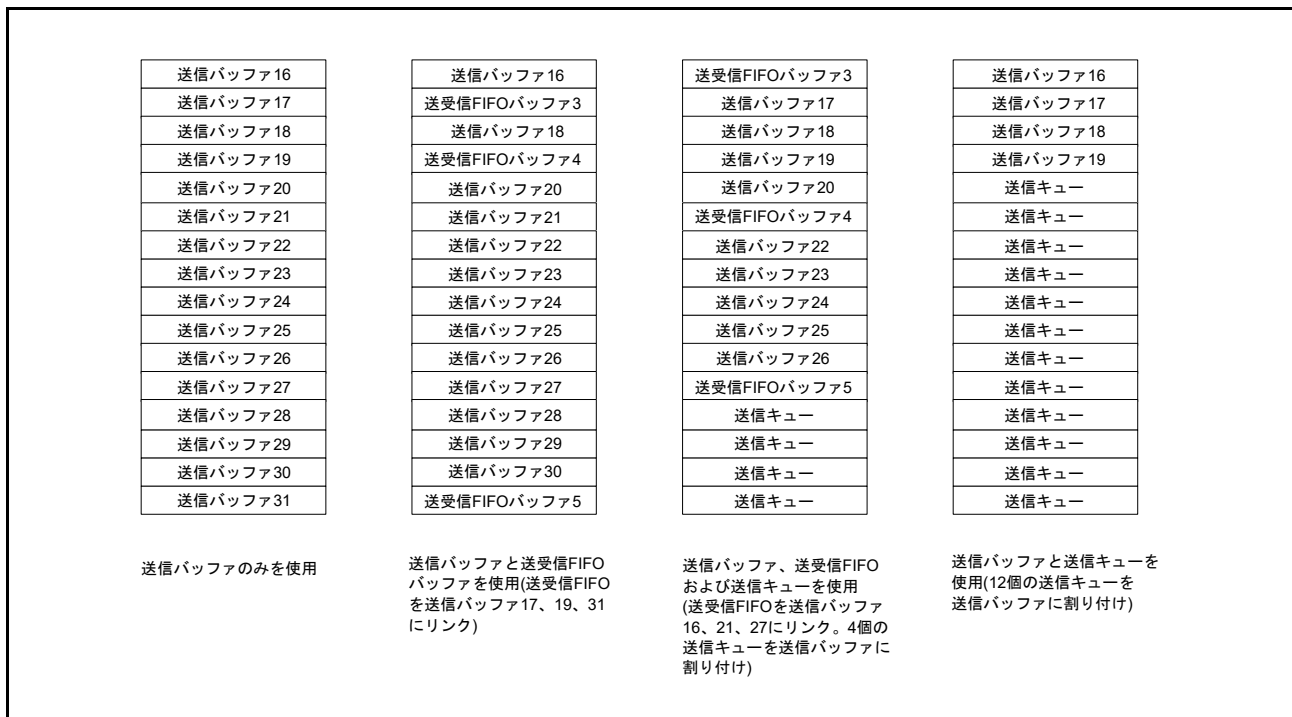 送信バッファ16
送信バッファ17
送信バッファ18
送信バッファ19
送信バッファ20
送信バッファ21
送信バッファ22
送信バッファ23
送信バッファ24
送信バッファ25
送信バッファ26
送信バッファ27
送信バッファ28
送信バッファ29
送信バッファ30
送信バッファ31
送信バッファのみを使用
送信バッファ16
送受信FIFOバッファ3
送信バッファ18
送受信FIFOバッファ4
送信バッファ20
送信バッファ21
送信バッファ22
送信バッファ23
送信バッファ24
送信バッファ25
送信バッファ26
送信バッファ27
送信バッファ28
送信バッファ29
送信バッファ30
送受信FIFOバッファ5
送信バッファと送受信FIFO
バッファを使用(送受信FIFO
を送信バッファ17、19、31
にリンク)
送受信FIFOバッファ3
送信バッファ17
送信バッファ18
送信バッファ19
送信バッファ20
送受信FIFOバッファ4
送信バッファ22
送信バッファ23
送信バッファ24
送信バッファ25
送信バッファ26
送受信FIFOバッファ5
送信キュー
送信キュー
送信キュー
送信キュー
送信バッファ、送受信FIFO
および送信キューを使用
(送受信FIFOを送信バッファ
16、21、27にリンク。4個の
送信キューを送信バッファに
割り付け)
送信バッファ16
送信バッファ17
送信バッファ18
送信バッファ19
送信キュー
送信キュー
送信キュー
送信キュー
送信キュー
送信キュー
送信キュー
送信キュー
送信キュー
送信キュー
送信キュー
送信キュー
送信バッファと送信キューを
使用(12個の送信キューを
送信バッファに割り付け)